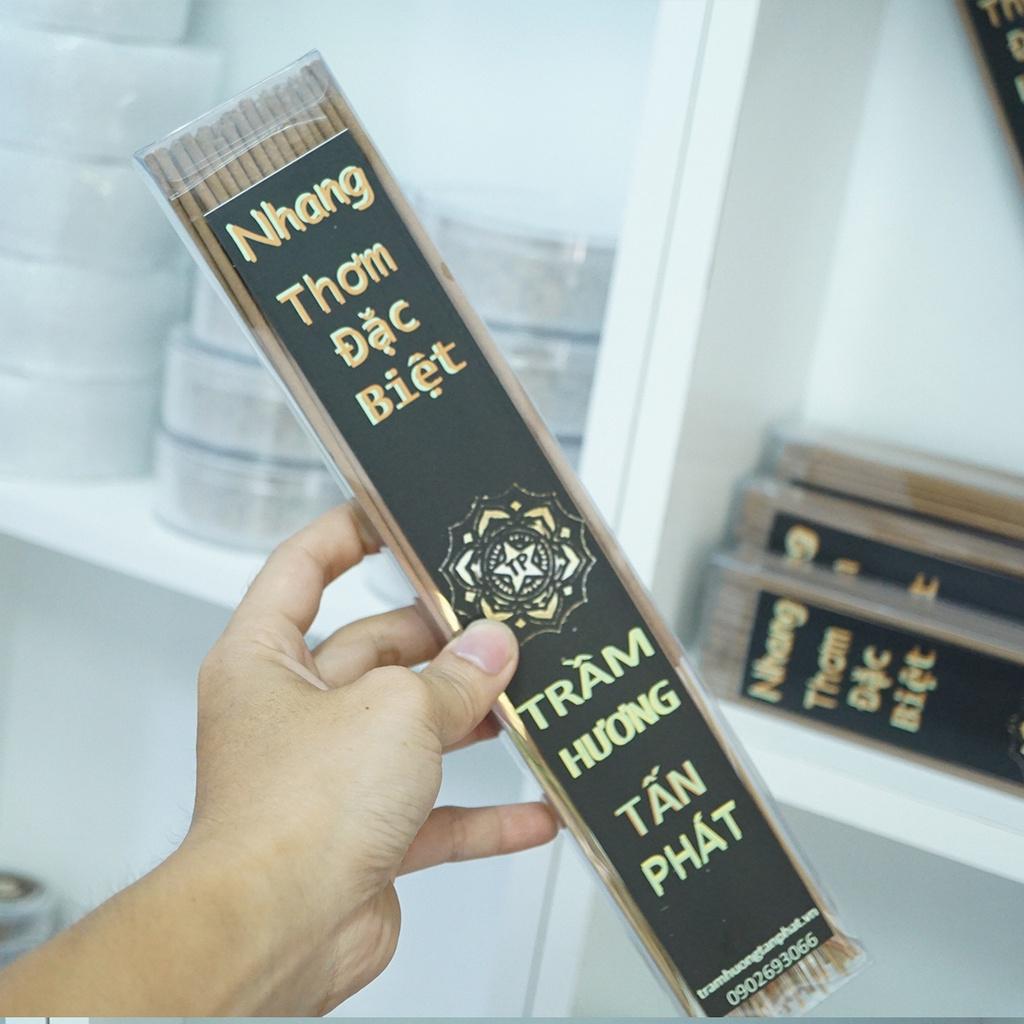 Nhang
Thơm
Đặc
Biệt
TP
TRẦM
HƯƠNG
TẤN
PHÁT
tramhuongtanphat.vn
0902693066
Nhang
Thơm
Đặc
Biệt